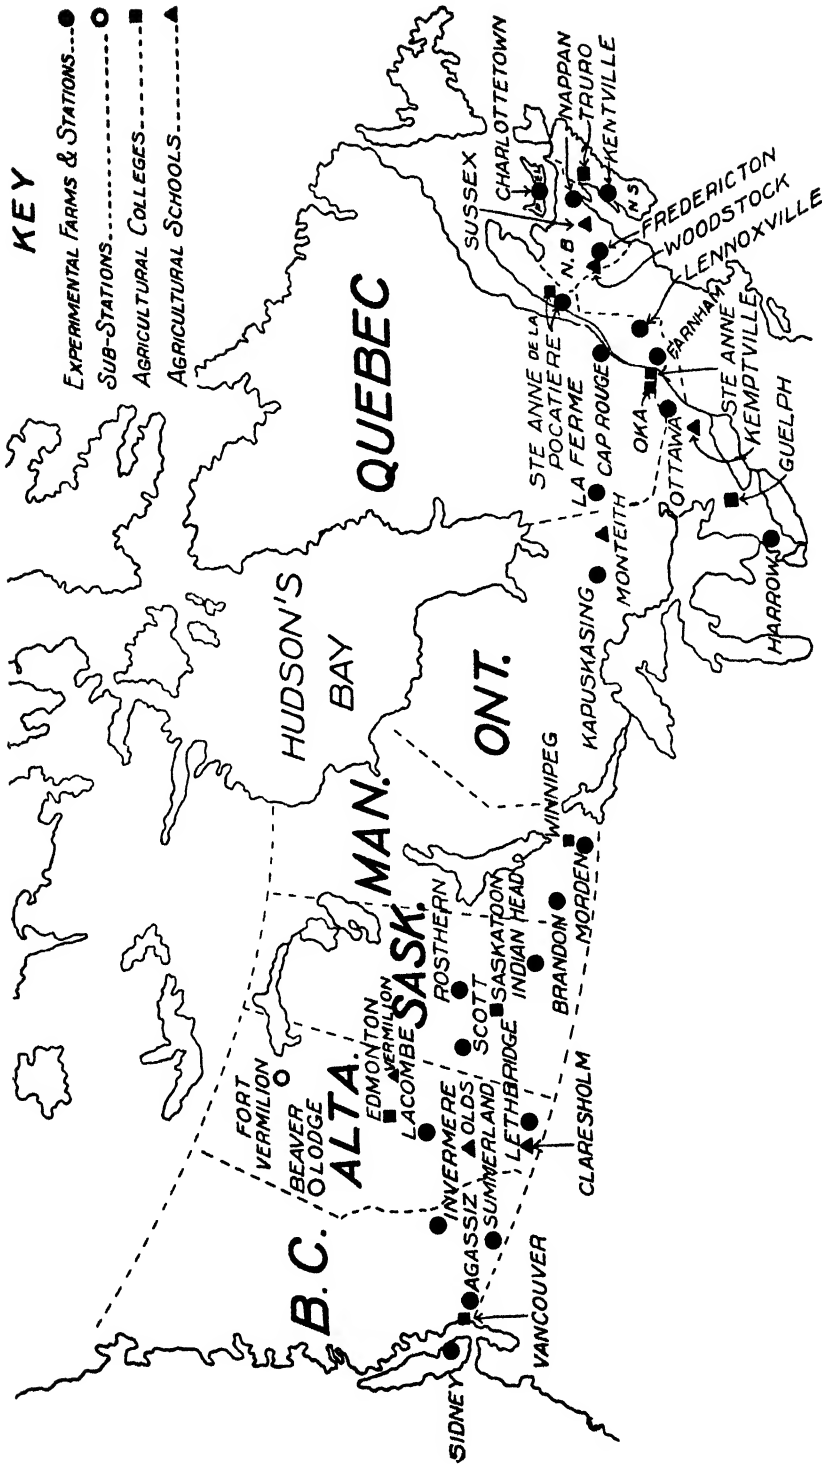 KEY
EXPERIMENTAL FARMS & STATIONS...
SUB-STATIONS...............
AGRICULTURAL COLLEGES.......
AGRICULTURAL SCHOOLS........
HUDSON'S
BAY
QUEBEC
B.C.
ALTA.
SASK.
MAN.
ONT.
FORT
VERMILION
BEAVER
LODGE
EDMONTON
VERMILION
LACOMBE
INVERMERE
OLDS
AGASSIZ
SUMMERLAND
LETHBRIDGE
CLARESHOLM
VANCOUVER
SIDNEY
ROSTHERN
SCOTT
SASKATOON
INDIAN HEAD
BRANDON
MORDEN
WINNIPEG
KAPUSKASING
MONTEITH
LA FERME
CAP ROUGE
STE ANNE DE LA
POCATIERE
OKA
OTTAWA
HARROW
GUELPH
KEMPTVILLE
STE ANNE
FARNHAM
LENNOXVILLE
WOODSTOCK
FREDERICTON
N.B
SUSSEX
CHARLOTTETOWN
NAPPAN
TRURO
KENTVILLE
N S